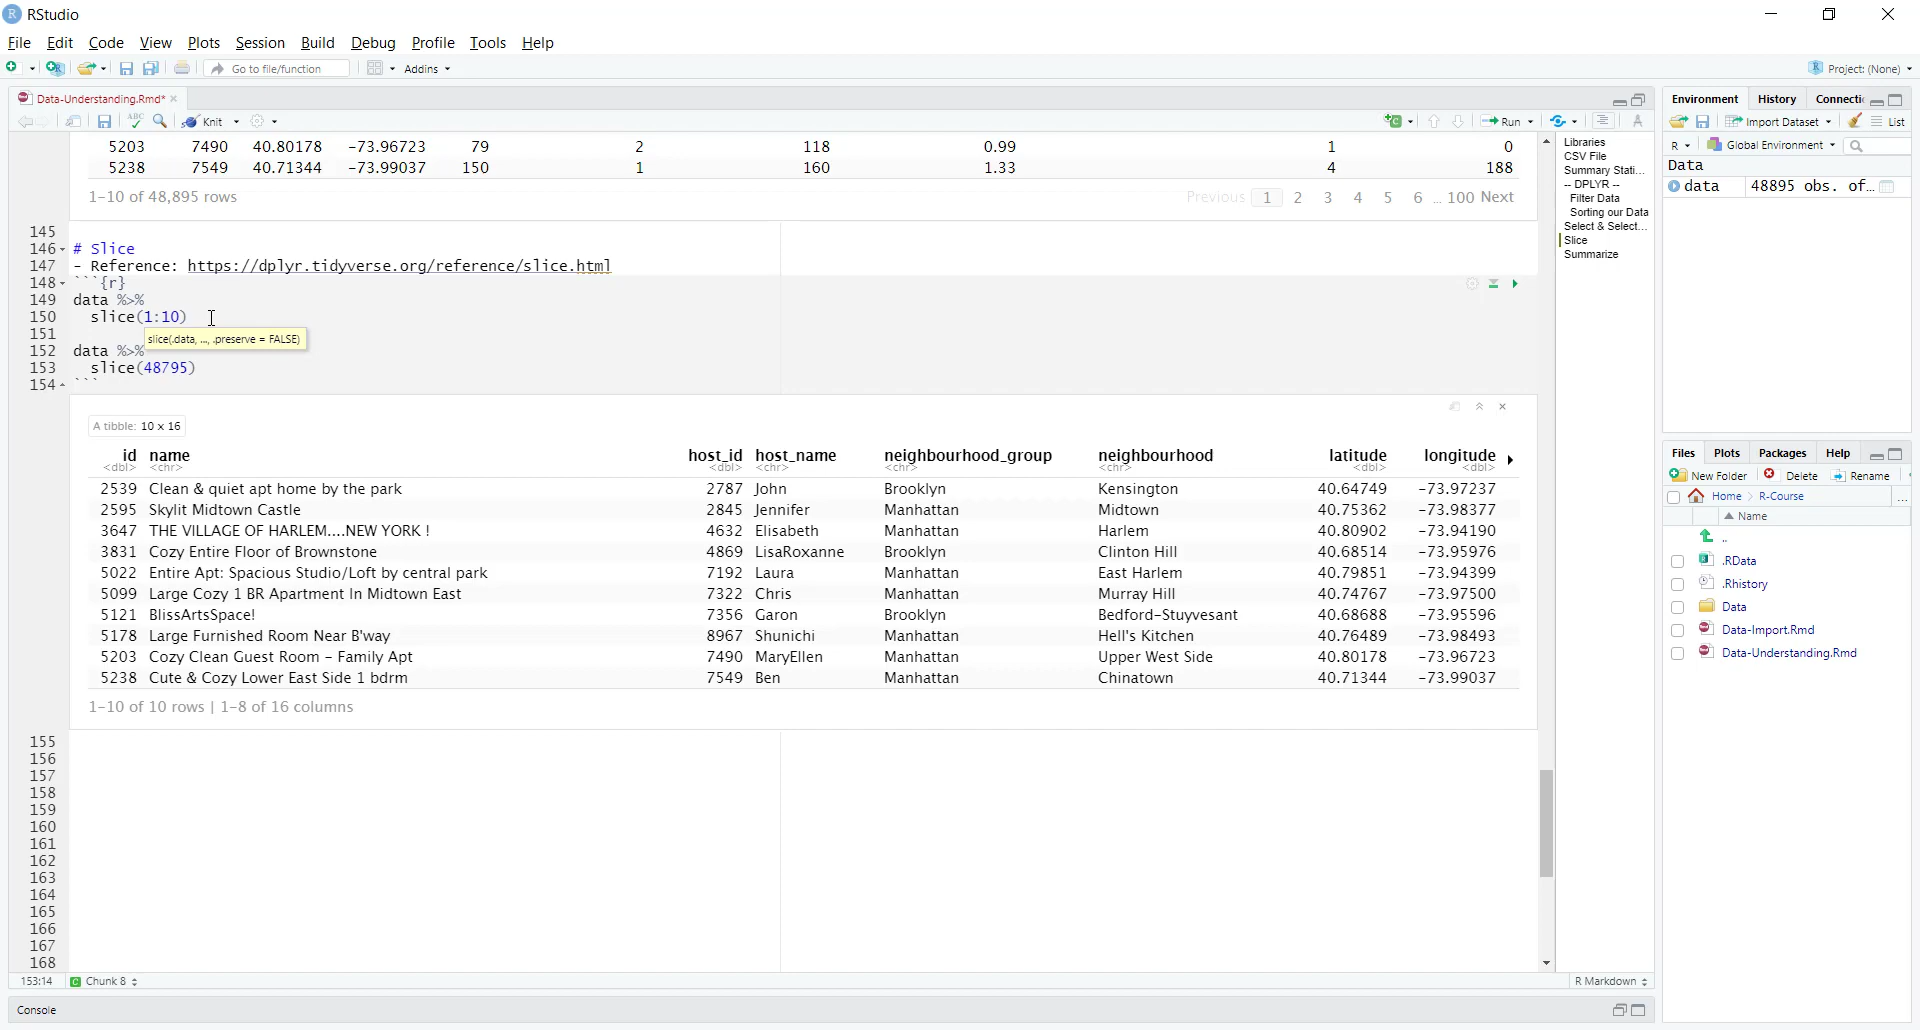 RStudio
File Edit Code View Plots Session Build Debug Profile Tools Help
Go to file/function Addins Project: (None)
Data-Understanding.Rmd*
Knit Run
5203 7490 40.80178 -73.96723 79 2 118 0.99 1 0
5238 7549 40.71344 -73.99037 150 1 160 1.33 4 188
1-10 of 48,895 rows Previous 1 2 3 4 5 6 ... 100 Next
145
146 # Slice
147 - Reference: https://dplyr.tidyverse.org/reference/slice.html
148 ```{r}
149 data %>%
150 slice(1:10)
151
slice(.data, ..., .preserve = FALSE)
152 data %>%
153 slice(48795)
154 ```
A tibble: 10 x 16
id name host_id host_name neighbourhood_group neighbourhood latitude longitude
<dbl> <chr> <dbl> <chr> <chr> <chr> <dbl> <dbl>
2539 Clean & quiet apt home by the park 2787 John Brooklyn Kensington 40.64749 -73.97237
2595 Skylit Midtown Castle 2845 Jennifer Manhattan Midtown 40.75362 -73.98377
3647 THE VILLAGE OF HARLEM....NEW YORK ! 4632 Elisabeth Manhattan Harlem 40.80902 -73.94190
3831 Cozy Entire Floor of Brownstone 4869 LisaRoxanne Brooklyn Clinton Hill 40.68514 -73.95976
5022 Entire Apt: Spacious Studio/Loft by central park 7192 Laura Manhattan East Harlem 40.79851 -73.94399
5099 Large Cozy 1 BR Apartment In Midtown East 7322 Chris Manhattan Murray Hill 40.74767 -73.97500
5121 BlissArtsSpace! 7356 Garon Brooklyn Bedford-Stuyvesant 40.68688 -73.95596
5178 Large Furnished Room Near B'way 8967 Shunichi Manhattan Hell's Kitchen 40.76489 -73.98493
5203 Cozy Clean Guest Room - Family Apt 7490 MaryEllen Manhattan Upper West Side 40.80178 -73.96723
5238 Cute & Cozy Lower East Side 1 bdrm 7549 Ben Manhattan Chinatown 40.71344 -73.99037
1-10 of 10 rows | 1-8 of 16 columns
155
156
157
158
159
160
161
162
163
164
165
166
167
168
153:14 Chunk 8 R Markdown
Console
Libraries
CSV File
Summary Stati...
-- DPLYR --
Filter Data
Sorting our Data
Select & Select...
Slice
Summarize
Environment History Connectic
Import Dataset List
R Global Environment
Data
data 48895 obs. of...
Files Plots Packages Help
New Folder Delete Rename
Home R-Course ...
Name
..
.RData
.Rhistory
Data
Data-Import.Rmd
Data-Understanding.Rmd